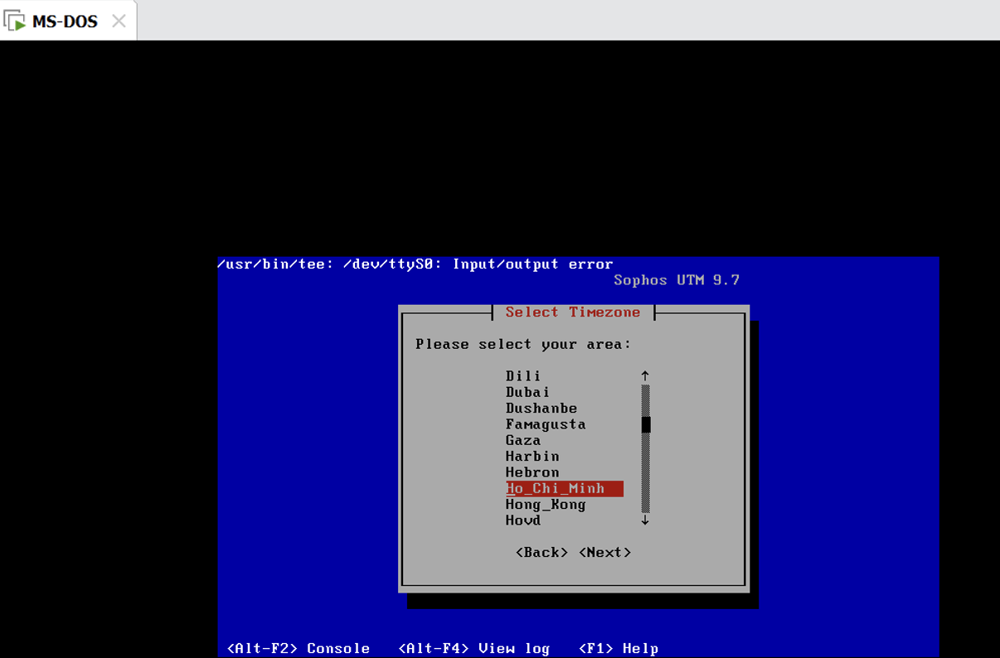 MS-DOS
/usr/bin/tee: /dev/ttyS0: Input/output error
Sophos UTM 9.7
Select Timezone
Please select your area:
Dili
Dubai
Dushanbe
Famagusta
Gaza
Harbin
Hebron
Ho_Chi_Minh
Hong_Kong
Hovd
<Back> <Next>
<Alt-F2> Console <Alt-F4> View log <F1> Help